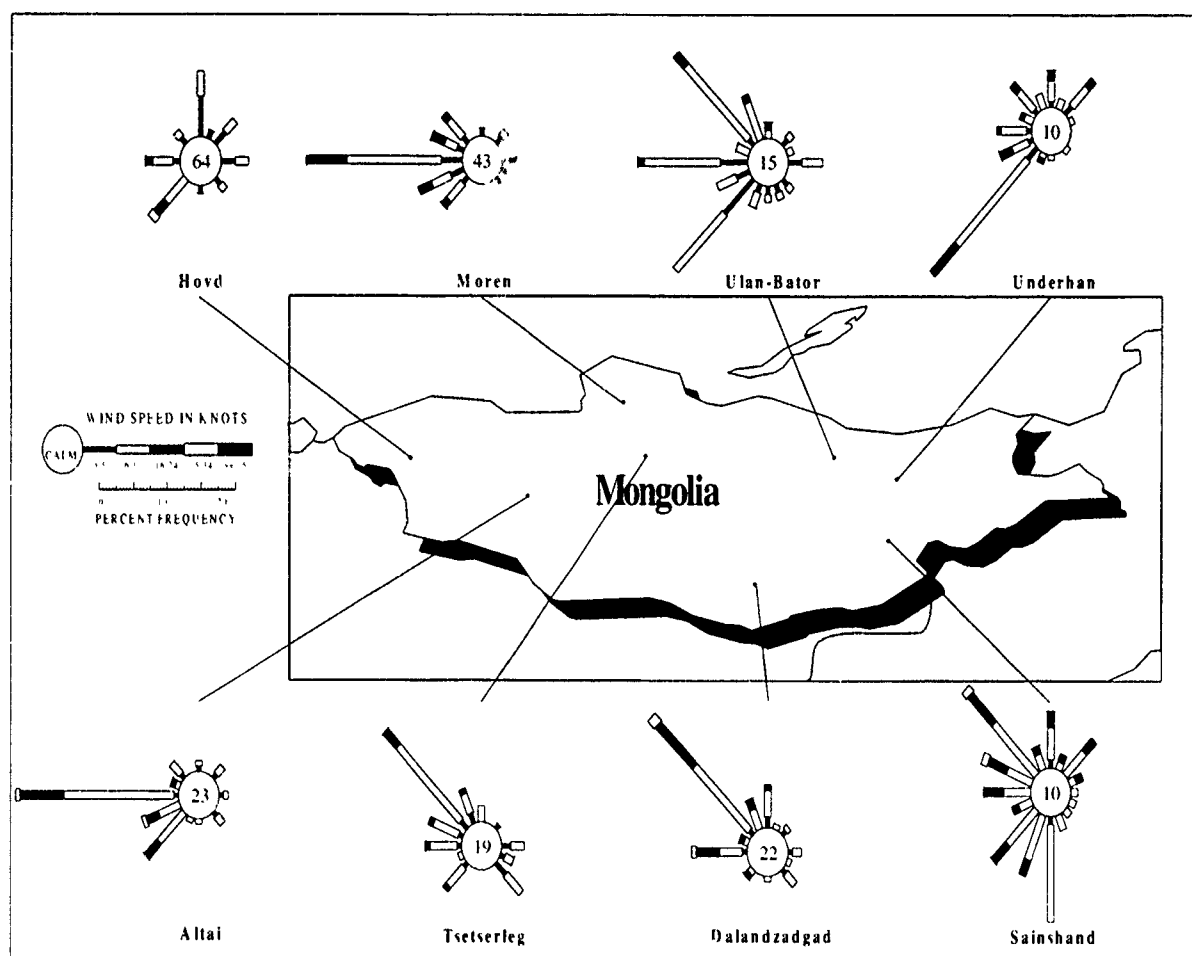 64
43
15
10
Hovd
Moren
Ulan-Bator
Underhan
WIND SPEED IN KNOTS
CALM
PERCENT FREQUENCY
Mongolia
23
19
22
10
Altai
Tsetserleg
Dalandzadgad
Sainshand